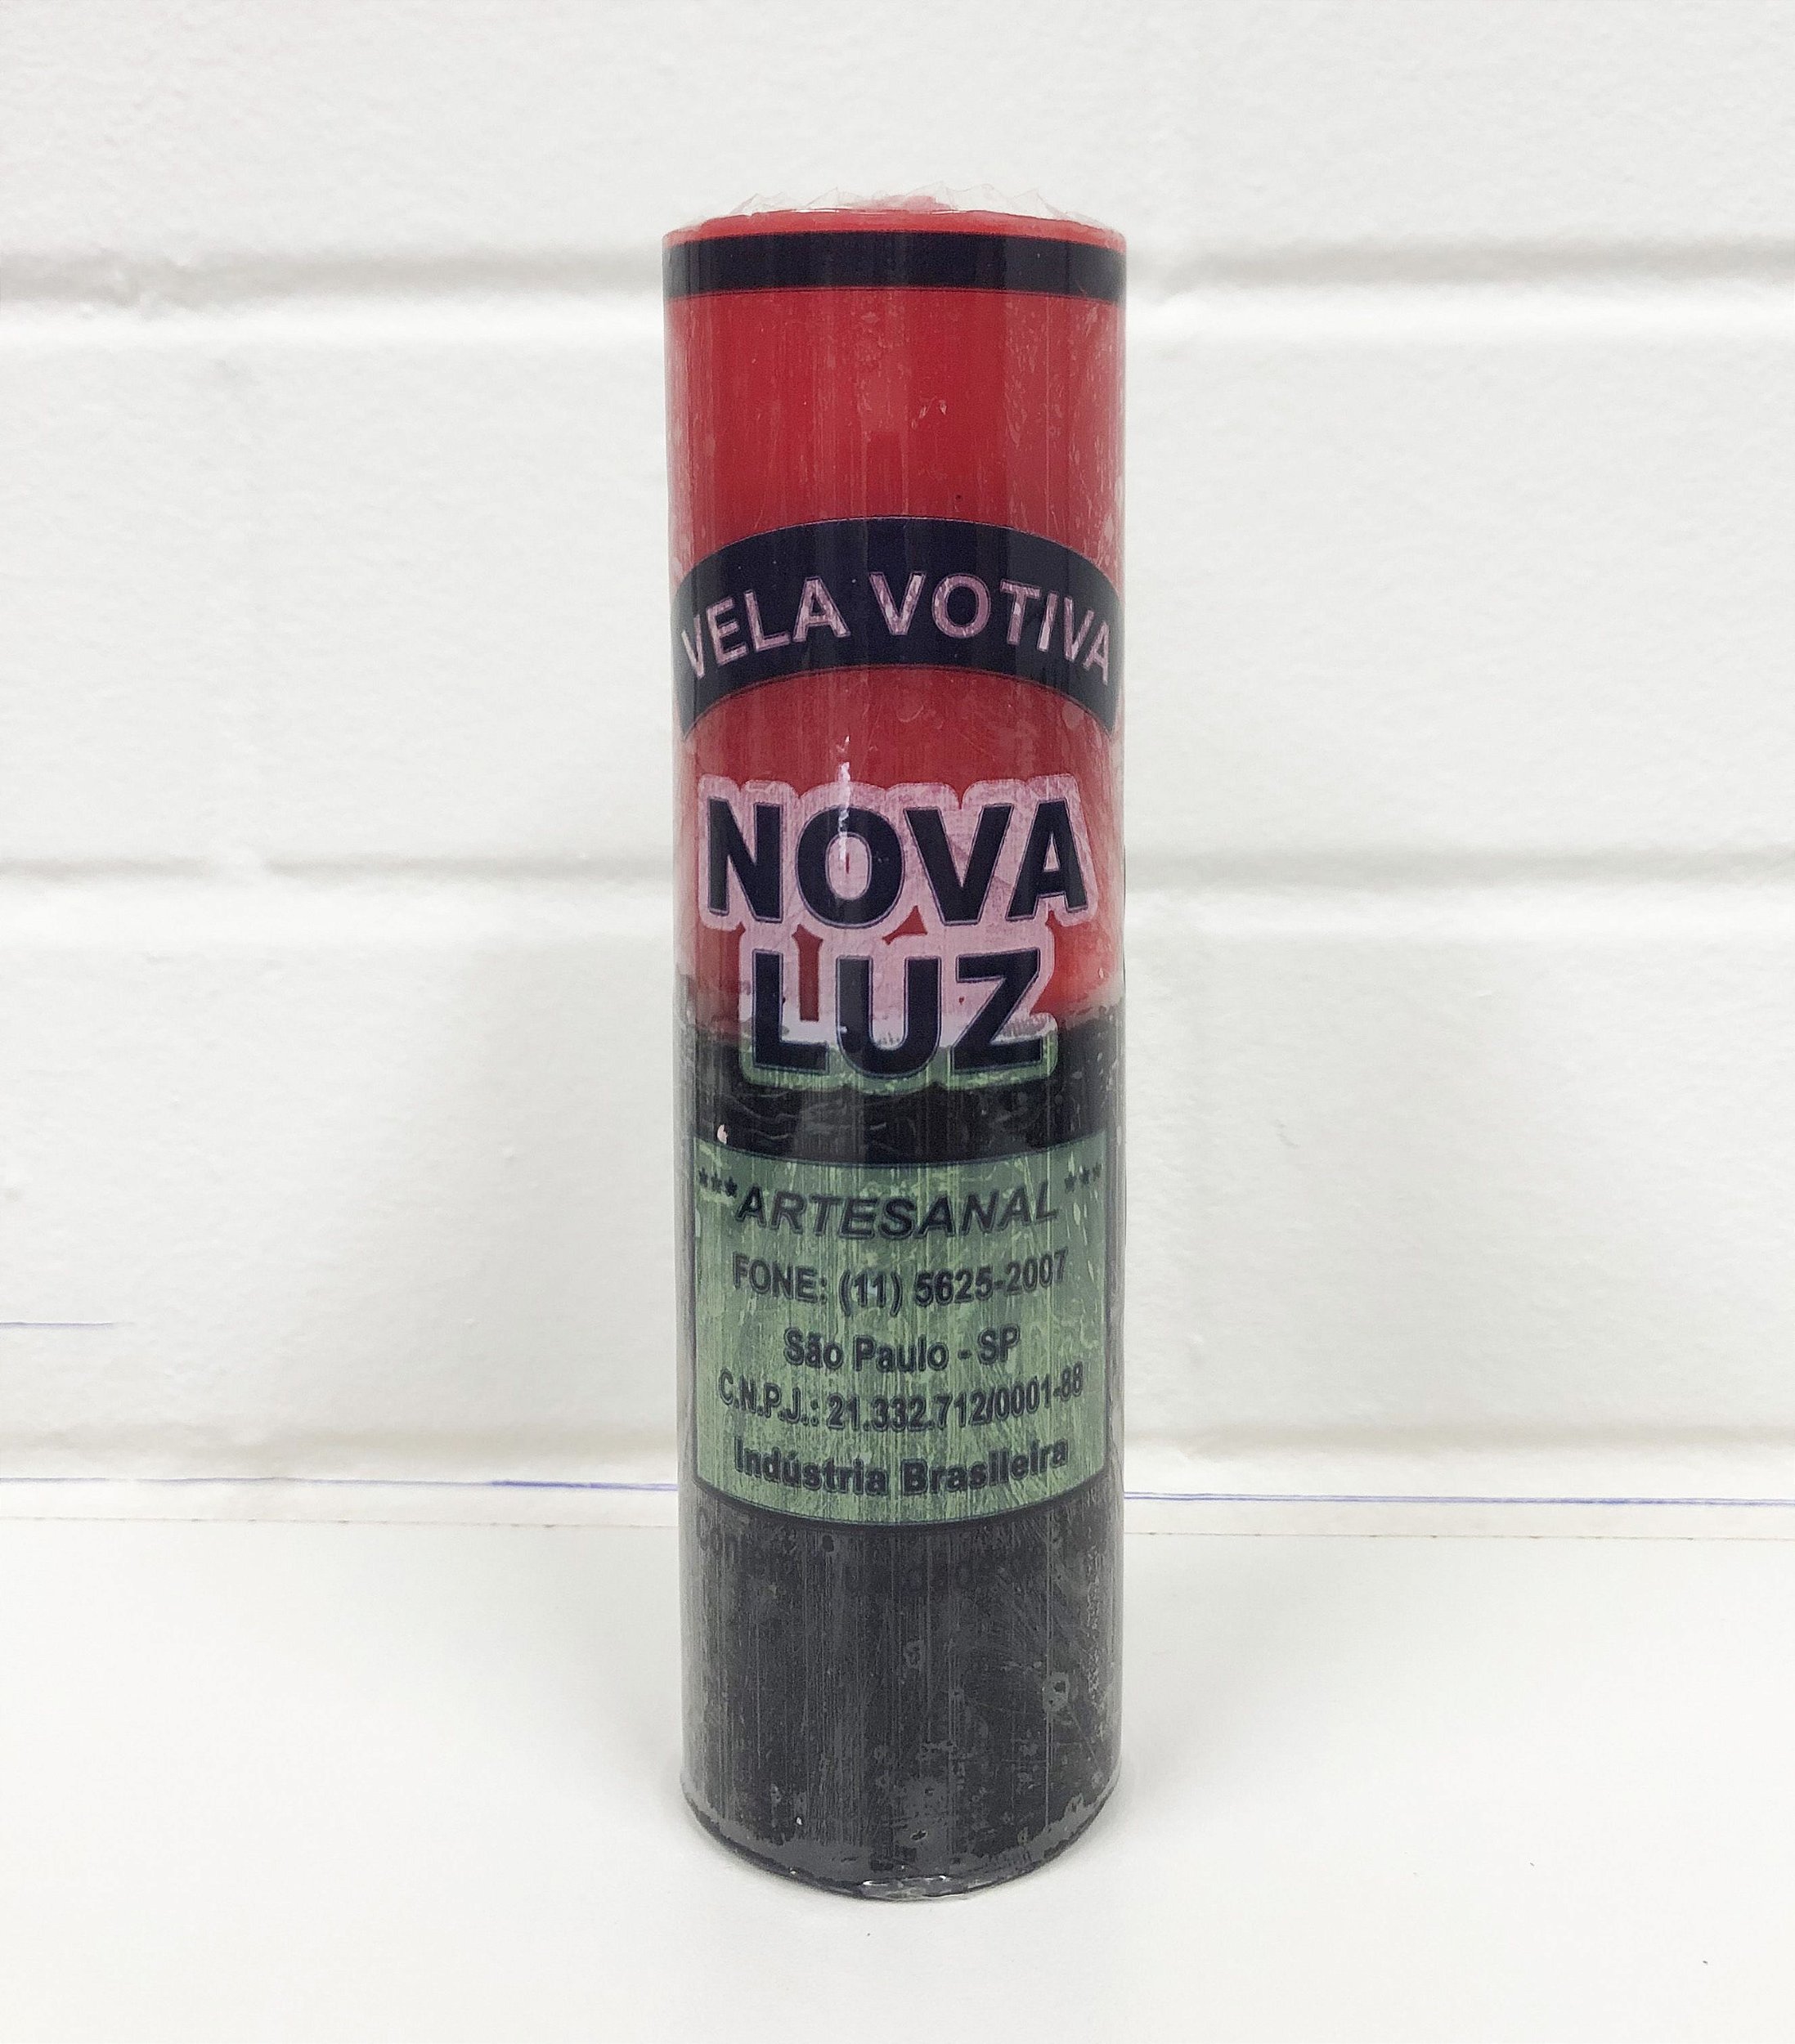 VELA VOTIVA
NOVA
LUZ
***ARTESANAL***
FONE: (11) 5625-2007
São Paulo - SP
C.N.P.J.: 21.332.712/0001-88
Indústria Brasileira